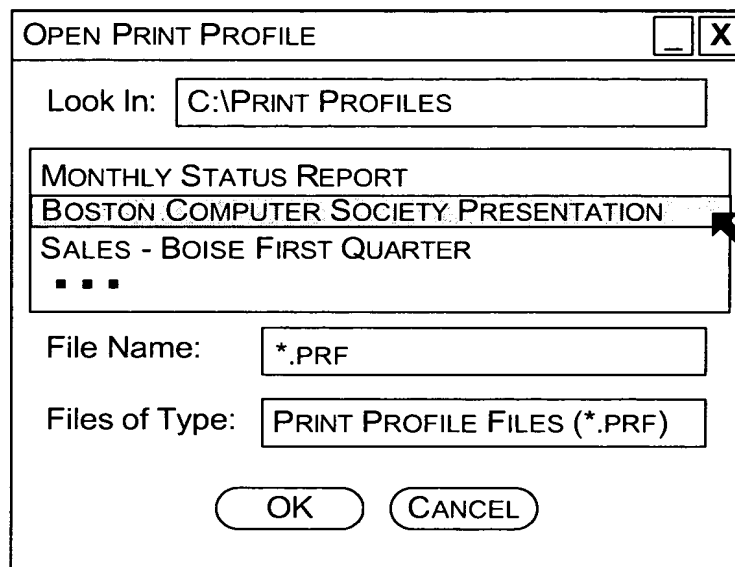 OPEN PRINT PROFILE _ X
Look In: C:\PRINT PROFILES
MONTHLY STATUS REPORT
BOSTON COMPUTER SOCIETY PRESENTATION
SALES - BOISE FIRST QUARTER
▪ ▪ ▪
File Name: *.PRF
Files of Type: PRINT PROFILE FILES (*.PRF)
OK CANCEL